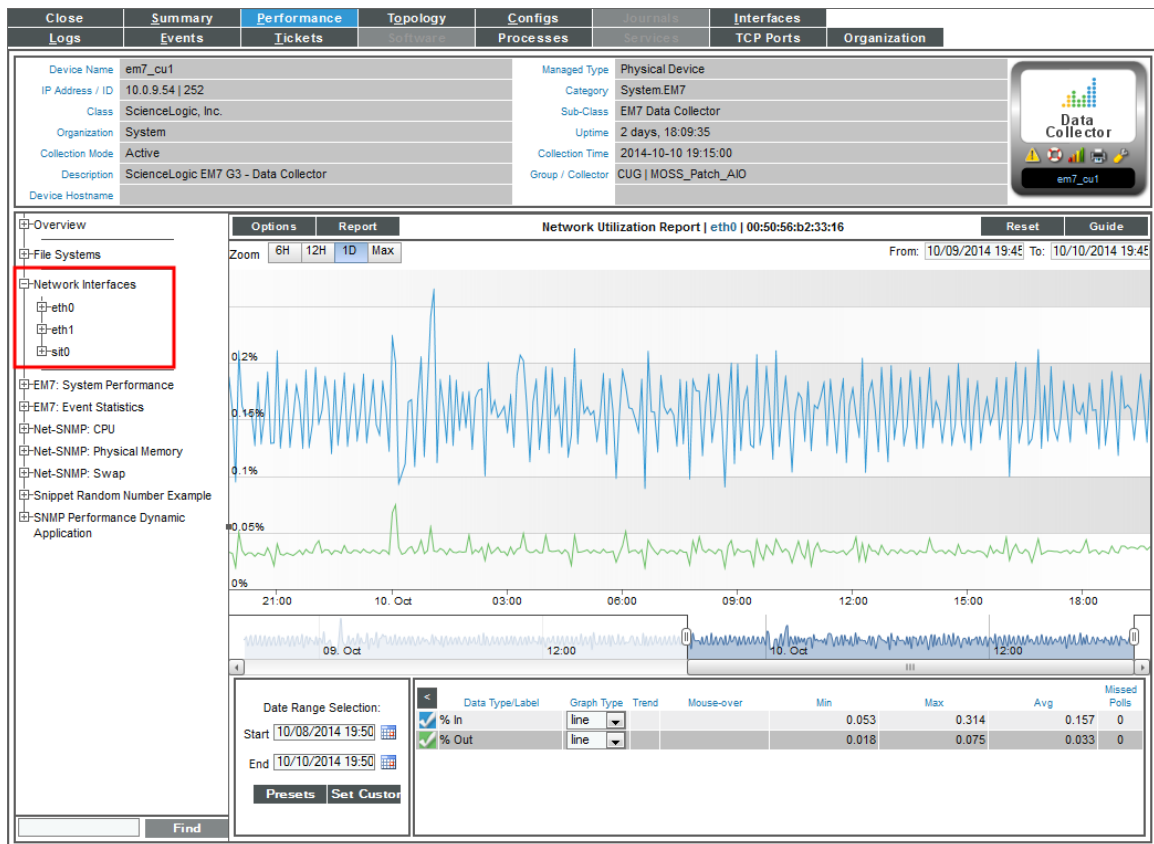 Close Summary Performance Topology Configs Journals Interfaces
Logs Events Tickets Software Processes Services TCP Ports Organization
Device Name em7_cu1 Managed Type Physical Device
IP Address / ID 10.0.9.54 | 252 Category System.EM7
Class ScienceLogic, Inc. Sub-Class EM7 Data Collector
Organization System Uptime 2 days, 18:09:35
Collection Mode Active Collection Time 2014-10-10 19:15:00
Description ScienceLogic EM7 G3 - Data Collector Group / Collector CUG | MOSS_Patch_AIO
Device Hostname
Data
Collector
em7_cu1
Overview
File Systems
Network Interfaces
eth0
eth1
sit0
EM7: System Performance
EM7: Event Statistics
Net-SNMP: CPU
Net-SNMP: Physical Memory
Net-SNMP: Swap
Snippet Random Number Example
SNMP Performance Dynamic
Application
Find
Options Report Network Utilization Report | eth0 | 00:50:56:b2:33:16 Reset Guide
Zoom 6H 12H 1D Max From: 10/09/2014 19:45 To: 10/10/2014 19:45
0.2%
0.15%
0.1%
0.05%
0%
21:00 10. Oct 03:00 06:00 09:00 12:00 15:00 18:00
09. Oct 12:00 10. Oct 12:00
Date Range Selection:
Start 10/08/2014 19:50
End 10/10/2014 19:50
Presets Set Custor
< Data Type/Label Graph Type Trend Mouse-over Min Max Avg Missed Polls
% In line 0.053 0.314 0.157 0
% Out line 0.018 0.075 0.033 0